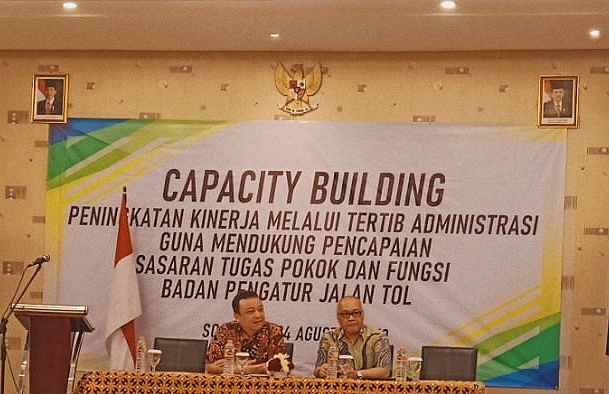 CAPACITY BUILDING
PENINGKATAN KINERJA MELALUI TERTIB ADMINISTRASI
GUNA MENDUKUNG PENCAPAIAN
SASARAN TUGAS POKOK DAN FUNGSI
BADAN PENGATUR JALAN TOL